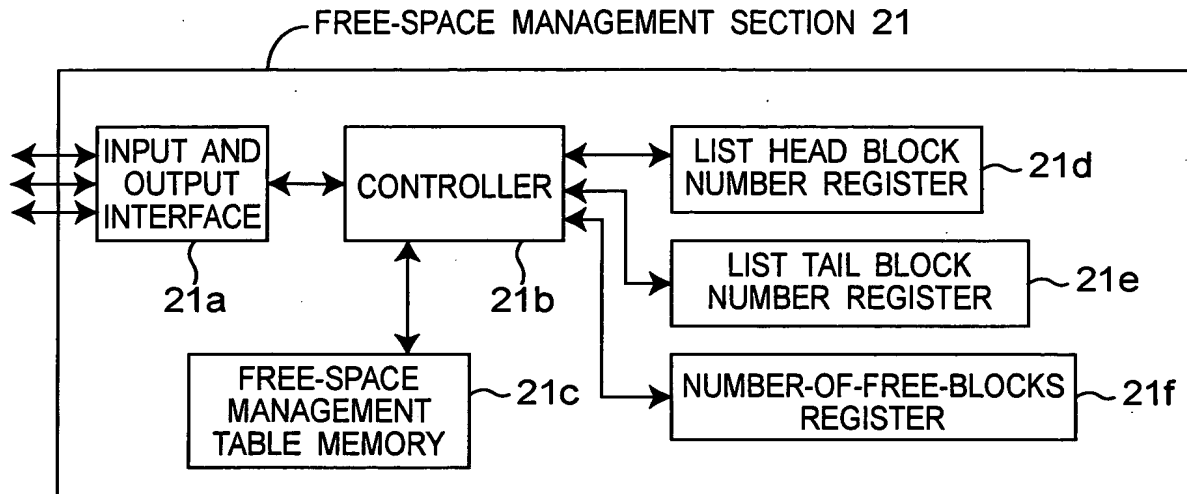 FREE-SPACE MANAGEMENT SECTION 21
INPUT AND
OUTPUT
INTERFACE
21a
CONTROLLER
21b
LIST HEAD BLOCK
NUMBER REGISTER
21d
LIST TAIL BLOCK
NUMBER REGISTER
21e
FREE-SPACE
MANAGEMENT
TABLE MEMORY
21c
NUMBER-OF-FREE-BLOCKS
REGISTER
21f